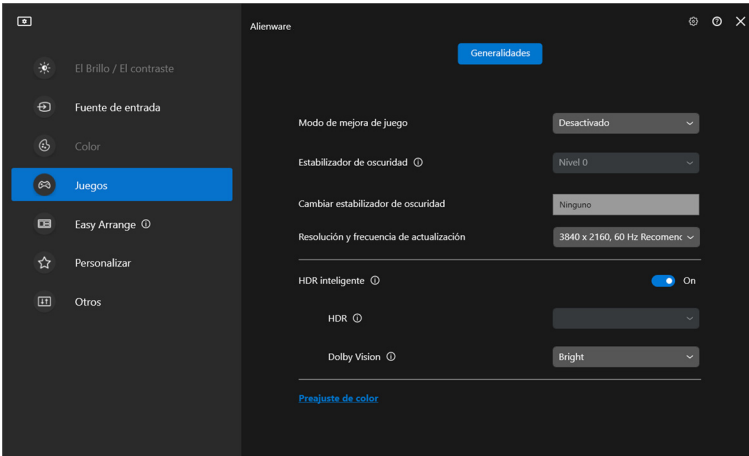 Alienware
Generalidades
El Brillo / El contraste
Fuente de entrada
Color
Juegos
Easy Arrange
Personalizar
Otros
Modo de mejora de juego Desactivado
Estabilizador de oscuridad Nivel 0
Cambiar estabilizador de oscuridad Ninguno
Resolución y frecuencia de actualización 3840 x 2160, 60 Hz Recomenc
HDR inteligente On
HDR
Dolby Vision Bright
Preajuste de color